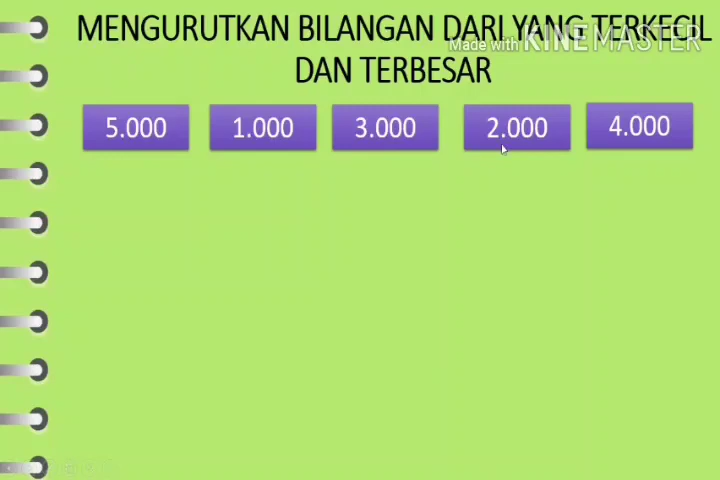 MENGURUTKAN BILANGAN DARI YANG TERKECIL
DAN TERBESAR
Made with KINEMASTER
5.000 1.000 3.000 2.000 4.000